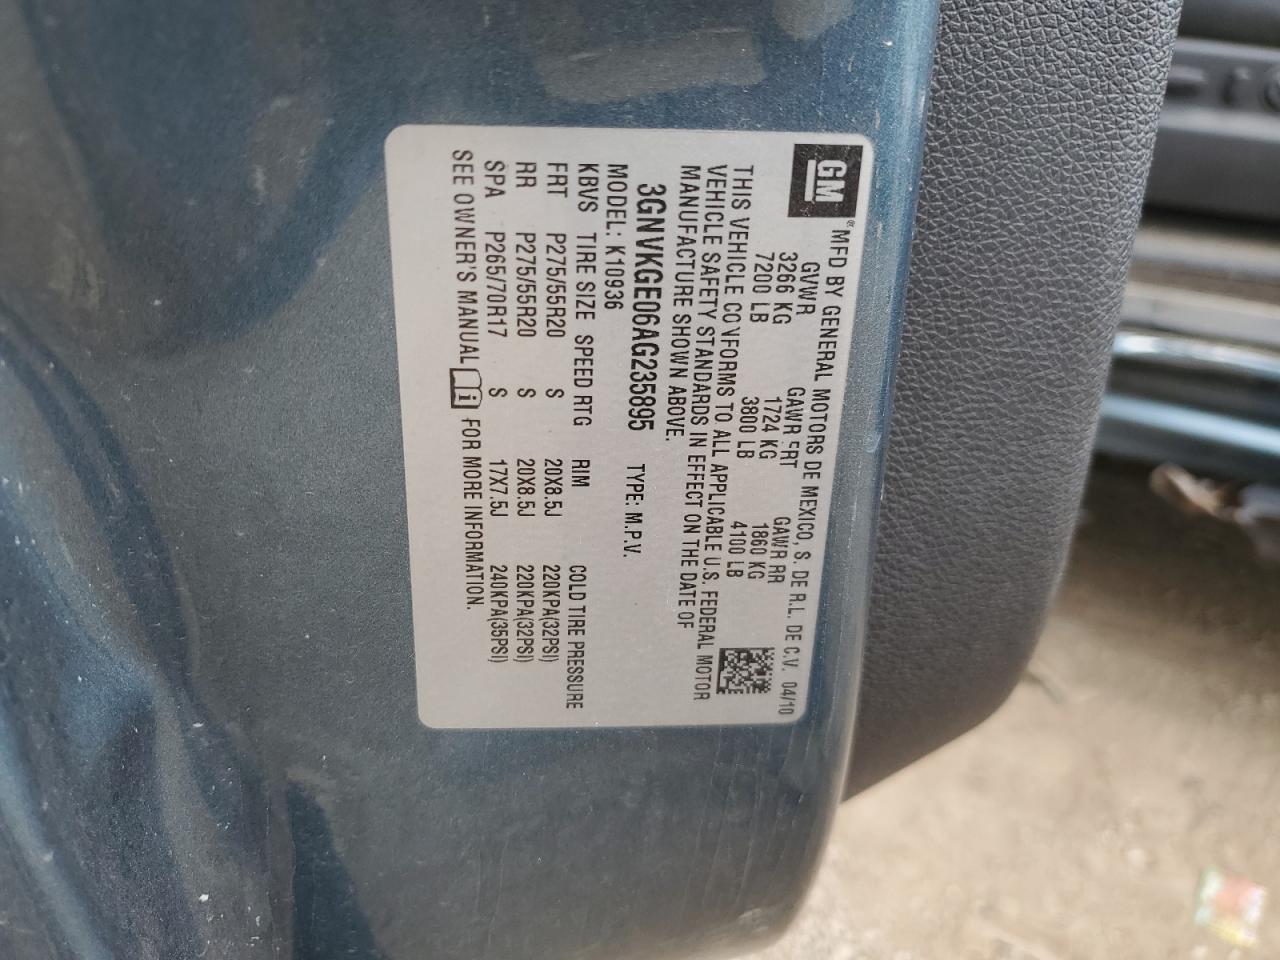 GM ® MFD BY GENERAL MOTORS DE MEXICO, S. DE R.L. DE C.V. 04/10
GVWR GAWR FRT GAWR RR
3266 KG 1724 KG 1860 KG
7200 LB 3800 LB 4100 LB
THIS VEHICLE CONFORMS TO ALL APPLICABLE U.S. FEDERAL MOTOR
VEHICLE SAFETY STANDARDS IN EFFECT ON THE DATE OF
MANUFACTURE SHOWN ABOVE.
3GNVKGE06AG235895 TYPE: M.P.V.
MODEL: K10936
KBVS TIRE SIZE SPEED RTG RIM COLD TIRE PRESSURE
FRT P275/55R20 S 20X8.5J 220KPA(32PSI)
RR P275/55R20 S 20X8.5J 220KPA(32PSI)
SPA P265/70R17 S 17X7.5J 240KPA(35PSI)
SEE OWNER'S MANUAL FOR MORE INFORMATION.